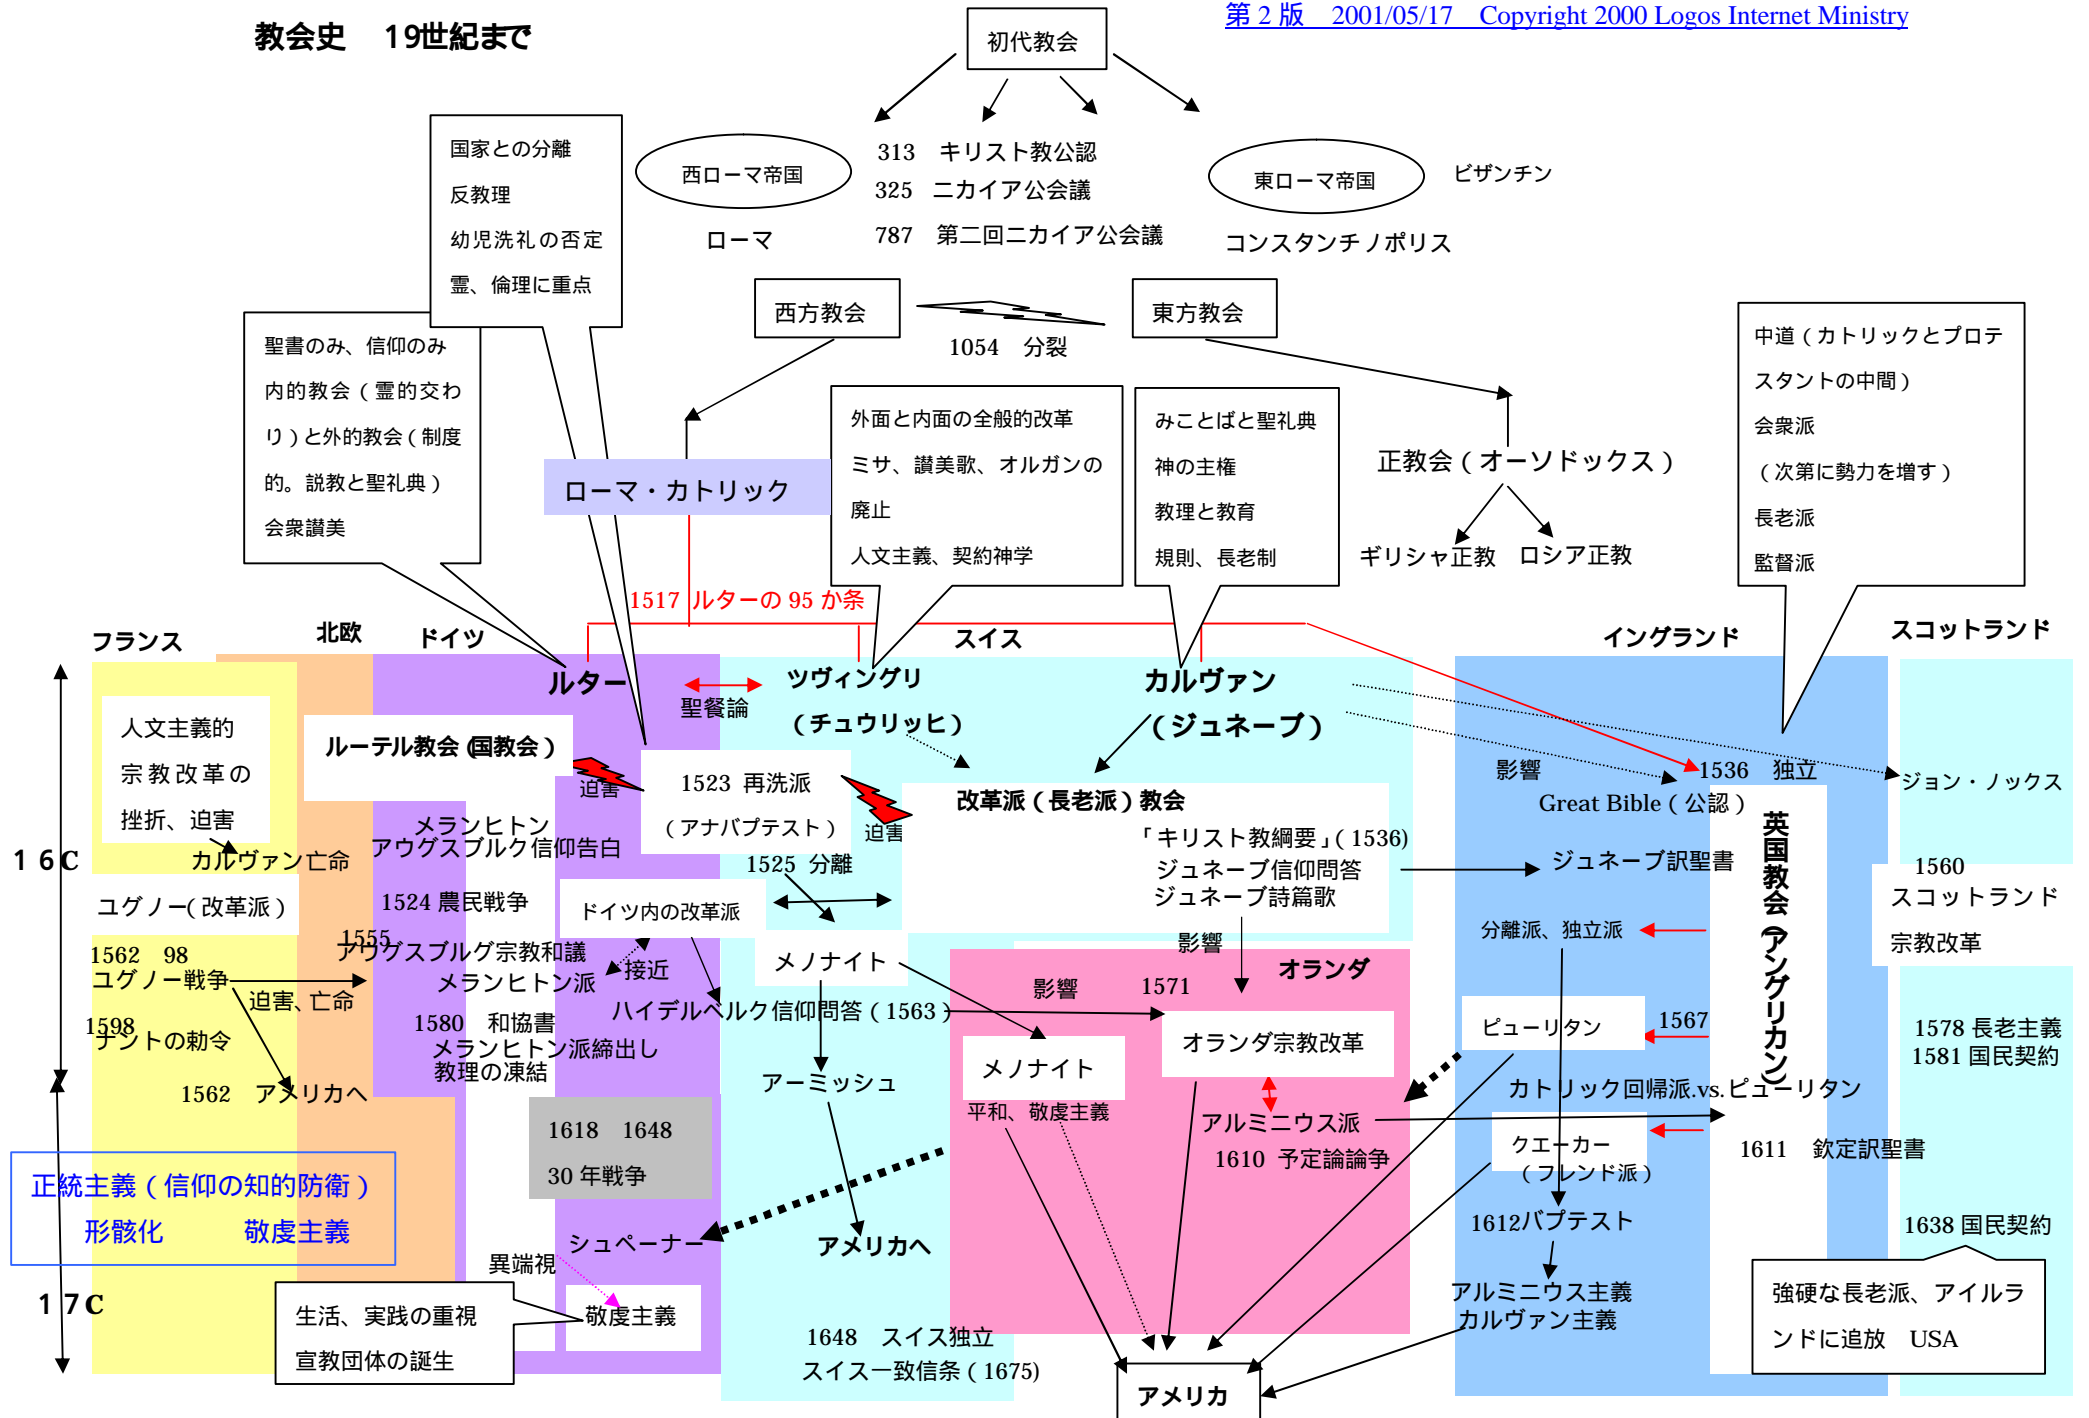 教会史　19世紀まで
第 2 版　2001/05/17　Copyright 2000 Logos Internet Ministry
初代教会
西ローマ帝国
ローマ
313　キリスト教公認
325　ニカイア公会議
787　第二回ニカイア公会議
東ローマ帝国
ビザンチン
コンスタンチノポリス
西方教会
1054　分裂
東方教会
国家との分離
反教理
幼児洗礼の否定
霊、倫理に重点
聖書のみ、信仰のみ
内的教会（霊的交わ
り）と外的教会（制度
的。説教と聖礼典）
会衆讃美
ローマ・カトリック
外面と内面の全般的改革
ミサ、讃美歌、オルガンの
廃止
人文主義、契約神学
みことばと聖礼典
神の主権
教理と教育
規則、長老制
正教会（オーソドックス）
ギリシャ正教
ロシア正教
中道（カトリックとプロテ
スタントの中間）
会衆派
（次第に勢力を増す）
長老派
監督派
1517 ルターの 95 か条
フランス
北欧
ドイツ
スイス
イングランド
スコットランド
16C
17C
人文主義的
宗教改革の
挫折、迫害
カルヴァン亡命
ユグノー（改革派）
1562　98
ユグノー戦争
迫害、亡命
1598
ナントの勅令
1562　アメリカへ
正統主義（信仰の知的防衛）
形骸化　　敬虔主義
ルター
聖餐論
ルーテル教会（国教会）
迫害
メランヒトン
アウグスブルク信仰告白
1524 農民戦争
1555
アウグスブルグ宗教和議
メランヒトン派
接近
1580　和協書
メランヒトン派締出し
教理の凍結
1618　1648
30 年戦争
シュペーナー
異端視
敬虔主義
生活、実践の重視
宣教団体の誕生
1523 再洗派
（アナバプテスト）
迫害
1525 分離
ドイツ内の改革派
ハイデルベルク信仰問答（1563）
ツヴィングリ
（チュウリッヒ）
カルヴァン
（ジュネーブ）
改革派（長老派）教会
「キリスト教綱要」（1536)
ジュネーブ信仰問答
ジュネーブ詩篇歌
メノナイト
アーミッシュ
アメリカへ
1648　スイス独立
スイス一致信条（1675)
影響
オランダ
影響
1571
オランダ宗教改革
メノナイト
平和、敬虔主義
アルミニウス派
1610 予定論論争
アメリカ
影響
1536　独立
Great Bible（公認）
ジュネーブ訳聖書
英国教会（アングリカン）
分離派、独立派
ピューリタン
1567
カトリック回帰派.vs.ピューリタン
クエーカー
（フレンド派）
1611　欽定訳聖書
1612バプテスト
アルミニウス主義
カルヴァン主義
ジョン・ノックス
1560
スコットランド
宗教改革
1578 長老主義
1581 国民契約
1638 国民契約
強硬な長老派、アイルラ
ンドに追放　USA